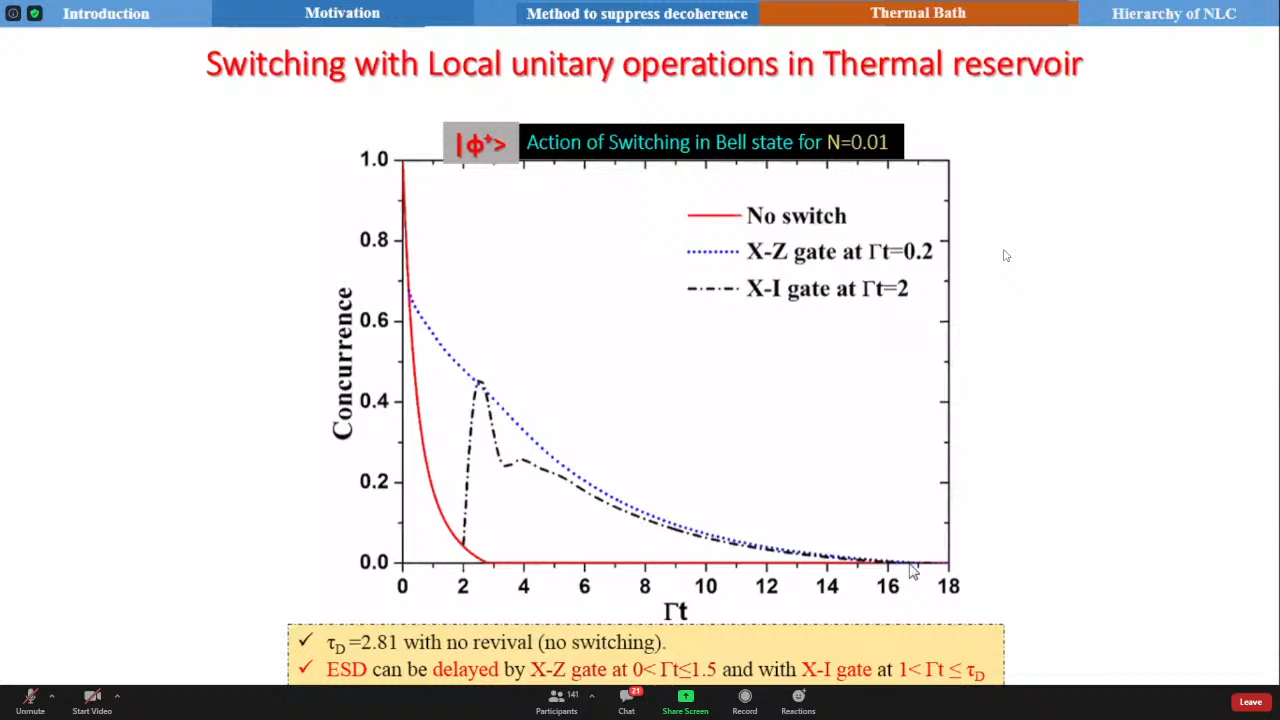 Introduction
Motivation
Method to suppress decoherence
Thermal Bath
Hierarchy of NLC
Switching with Local unitary operations in Thermal reservoir
|ϕ⁺>
Action of Switching in Bell state for N=0.01
No switch
X-Z gate at Γt=0.2
X-I gate at Γt=2
Concurrence
1.0
0.8
0.6
0.4
0.2
0.0
0 2 4 6 8 10 12 14 16 18
Γt
✓ τD =2.81 with no revival (no switching).
✓ ESD can be delayed by X-Z gate at 0< Γt≤1.5 and with X-I gate at 1< Γt ≤ τD
Unmute
Start Video
141
Participants
21
Chat
Share Screen
Record
Reactions
Leave